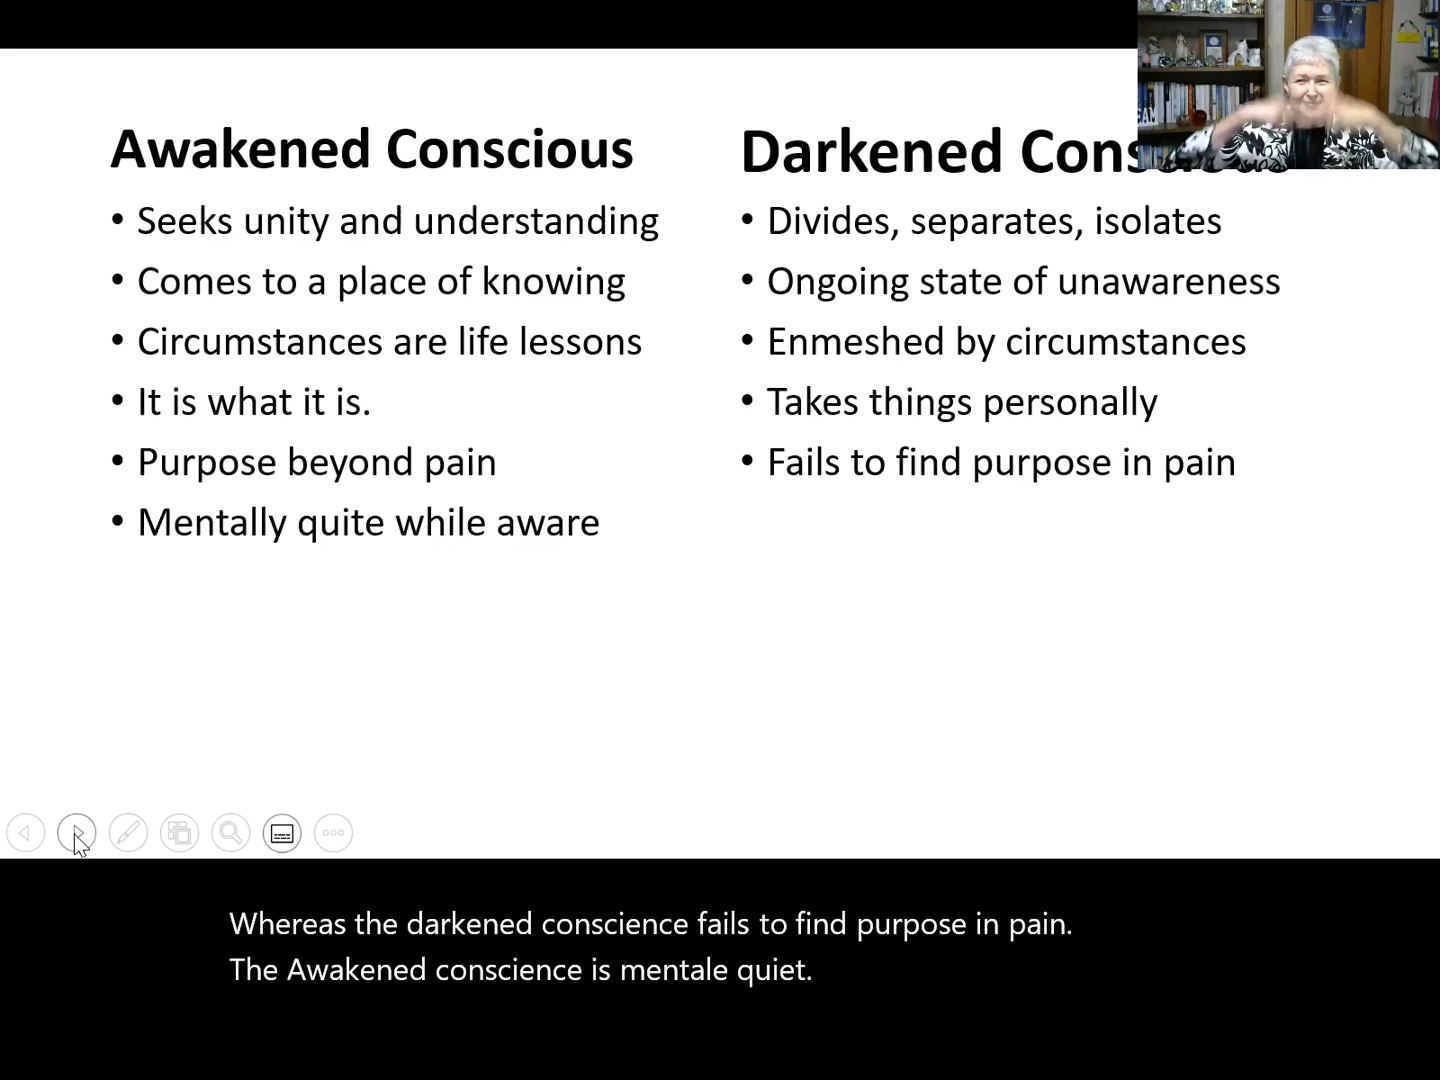 Awakened Conscious
• Seeks unity and understanding
• Comes to a place of knowing
• Circumstances are life lessons
• It is what it is.
• Purpose beyond pain
• Mentally quite while aware
Darkened Conscious
• Divides, separates, isolates
• Ongoing state of unawareness
• Enmeshed by circumstances
• Takes things personally
• Fails to find purpose in pain
Whereas the darkened conscience fails to find purpose in pain.
The Awakened conscience is mentale quiet.